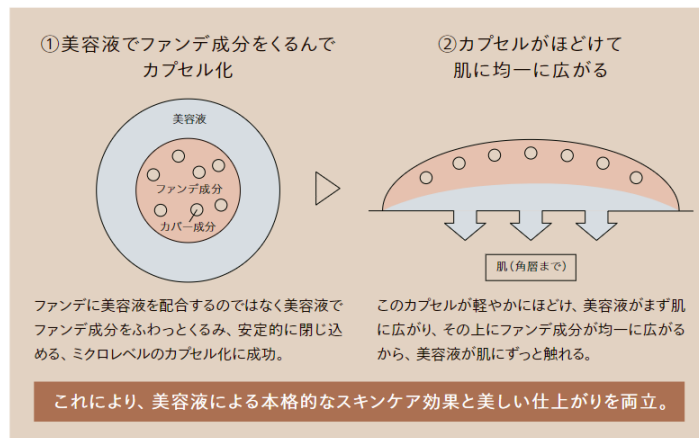 ①美容液でファンデ成分をくるんで
カプセル化
美容液
ファンデ成分
カバー成分
ファンデに美容液を配合するのではなく美容液で
ファンデ成分をふわっとくるみ、安定的に閉じ込
める、ミクロレベルのカプセル化に成功。
②カプセルがほどけて
肌に均一に広がる
肌（角層まで）
このカプセルが軽やかにほどけ、美容液がまず肌
に広がり、その上にファンデ成分が均一に広がる
から、美容液が肌にずっと触れる。
これにより、美容液による本格的なスキンケア効果と美しい仕上がりを両立。